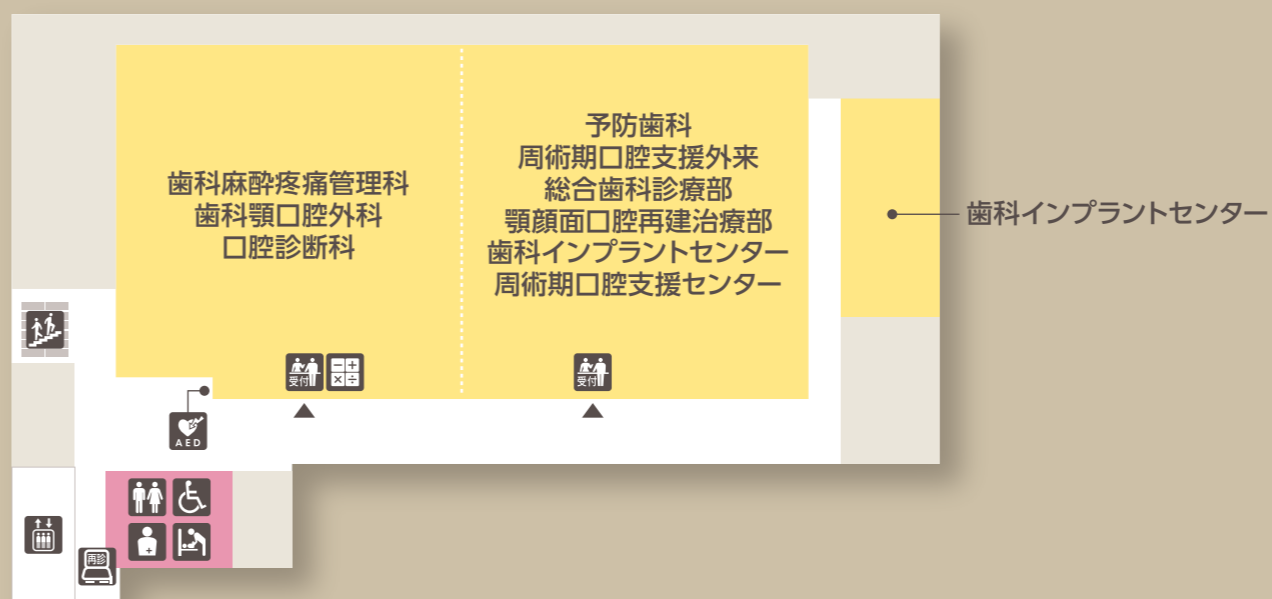 歯科麻酔疼痛管理科
歯科顎口腔外科
口腔診断科
予防歯科
周術期口腔支援外来
総合歯科診療部
顎顔面口腔再建治療部
歯科インプラントセンター
周術期口腔支援センター
歯科インプラントセンター
受付
受付
AED
再診